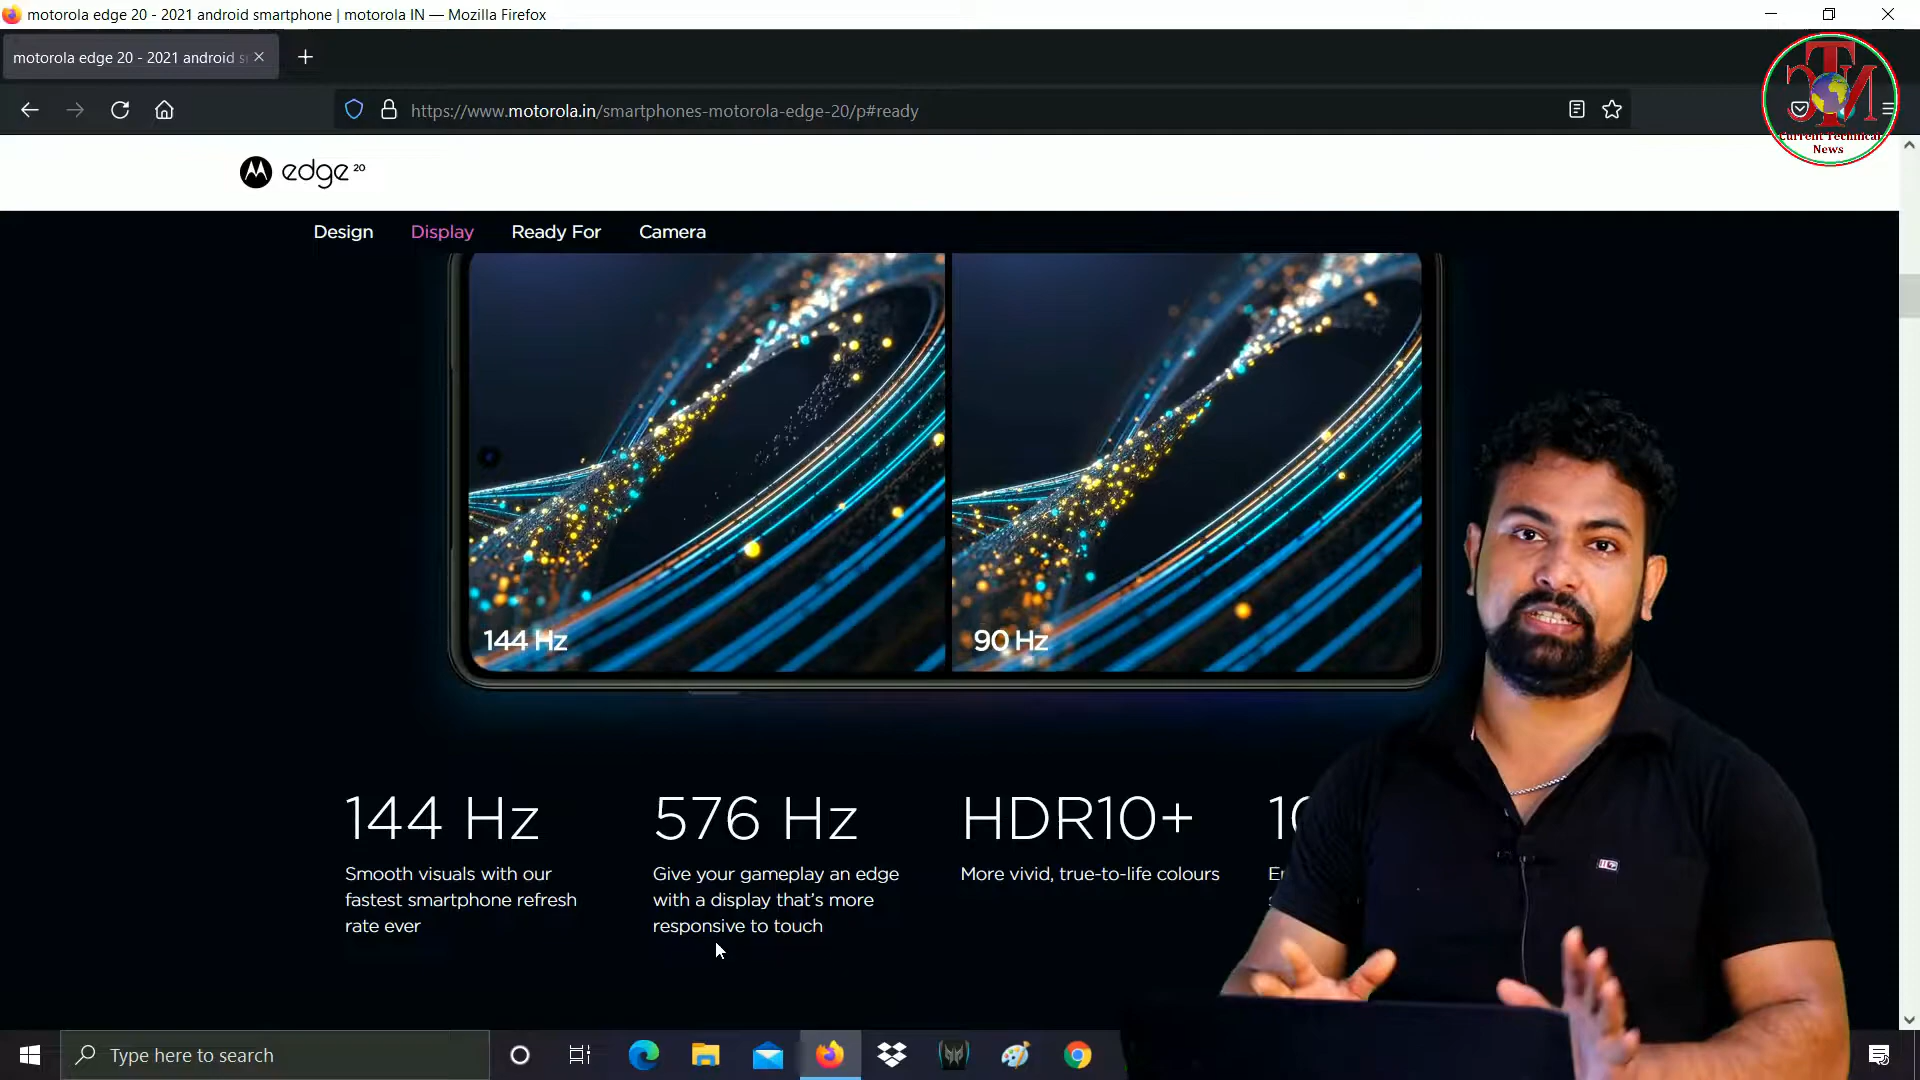 motorola edge 20 - 2021 android smartphone | motorola IN — Mozilla Firefox
motorola edge 20 - 2021 android s
https://www.motorola.in/smartphones-motorola-edge-20/p#ready
CTN
Current Technical
News
edge 20
Design
Display
Ready For
Camera
144 Hz
90 Hz
144 Hz
Smooth visuals with our
fastest smartphone refresh
rate ever
576 Hz
Give your gameplay an edge
with a display that's more
responsive to touch
HDR10+
More vivid, true-to-life colours
Type here to search